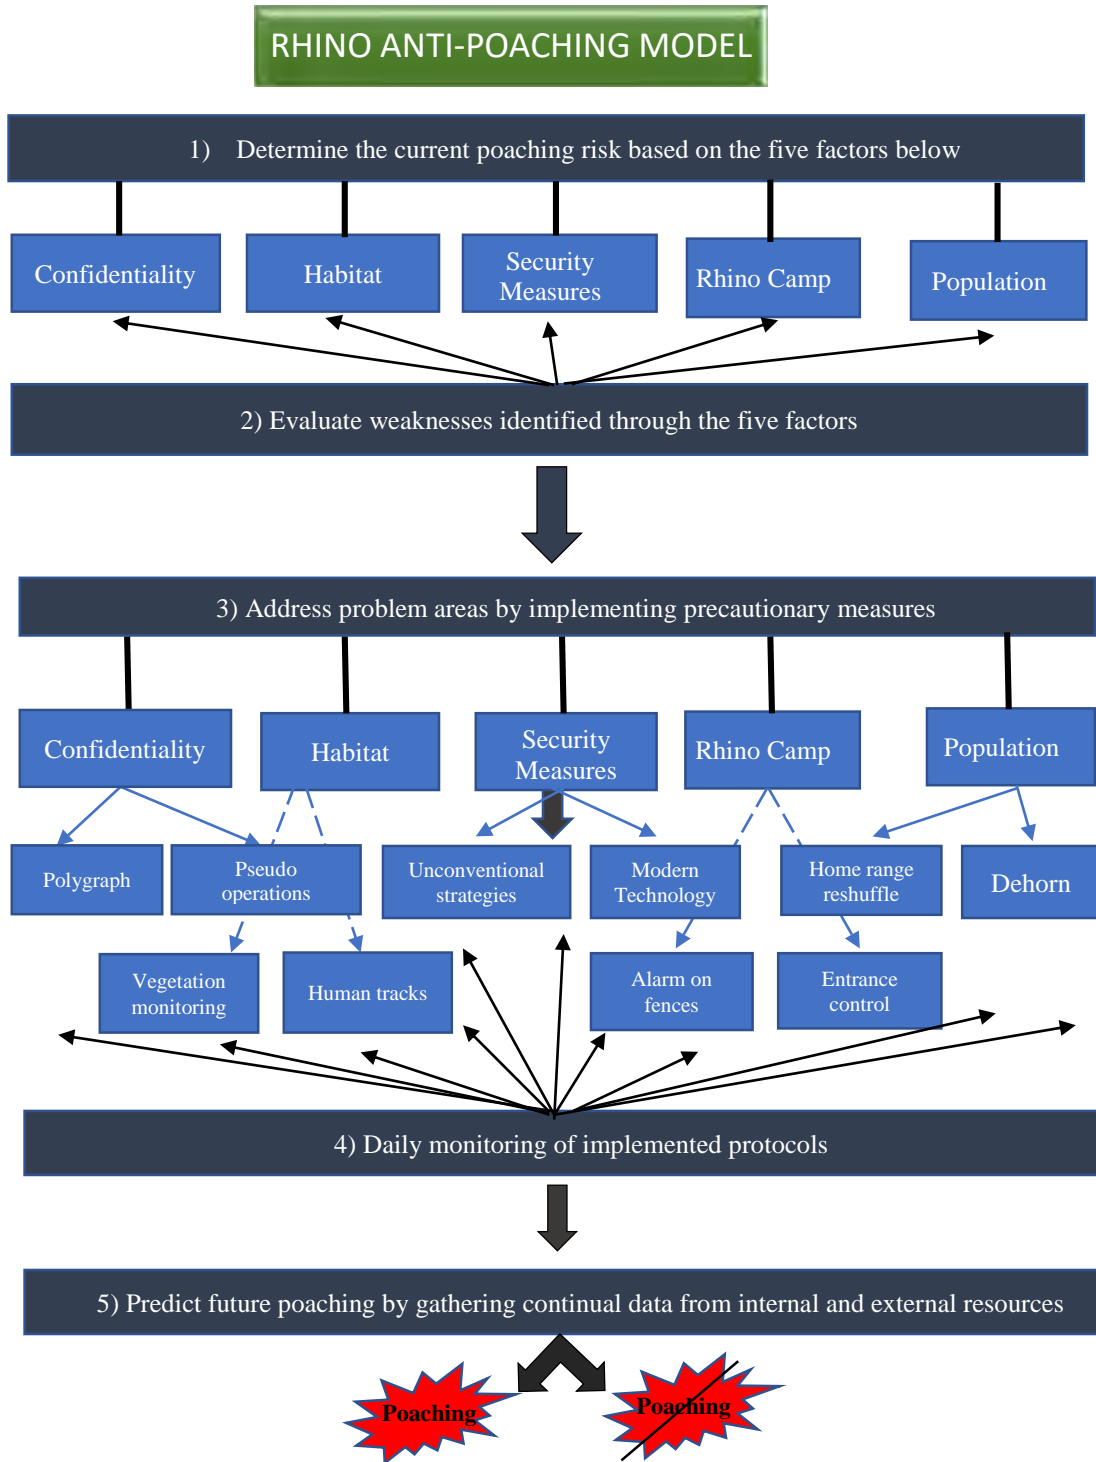 RHINO ANTI-POACHING MODEL
1) Determine the current poaching risk based on the five factors below
Confidentiality
Habitat
Security
Measures
Rhino Camp
Population
2) Evaluate weaknesses identified through the five factors
3) Address problem areas by implementing precautionary measures
Confidentiality
Habitat
Security
Measures
Rhino Camp
Population
Polygraph
Pseudo
operations
Unconventional
strategies
Modern
Technology
Home range
reshuffle
Dehorn
Vegetation
monitoring
Human tracks
Alarm on
fences
Entrance
control
4) Daily monitoring of implemented protocols
5) Predict future poaching by gathering continual data from internal and external resources
Poaching
Poaching